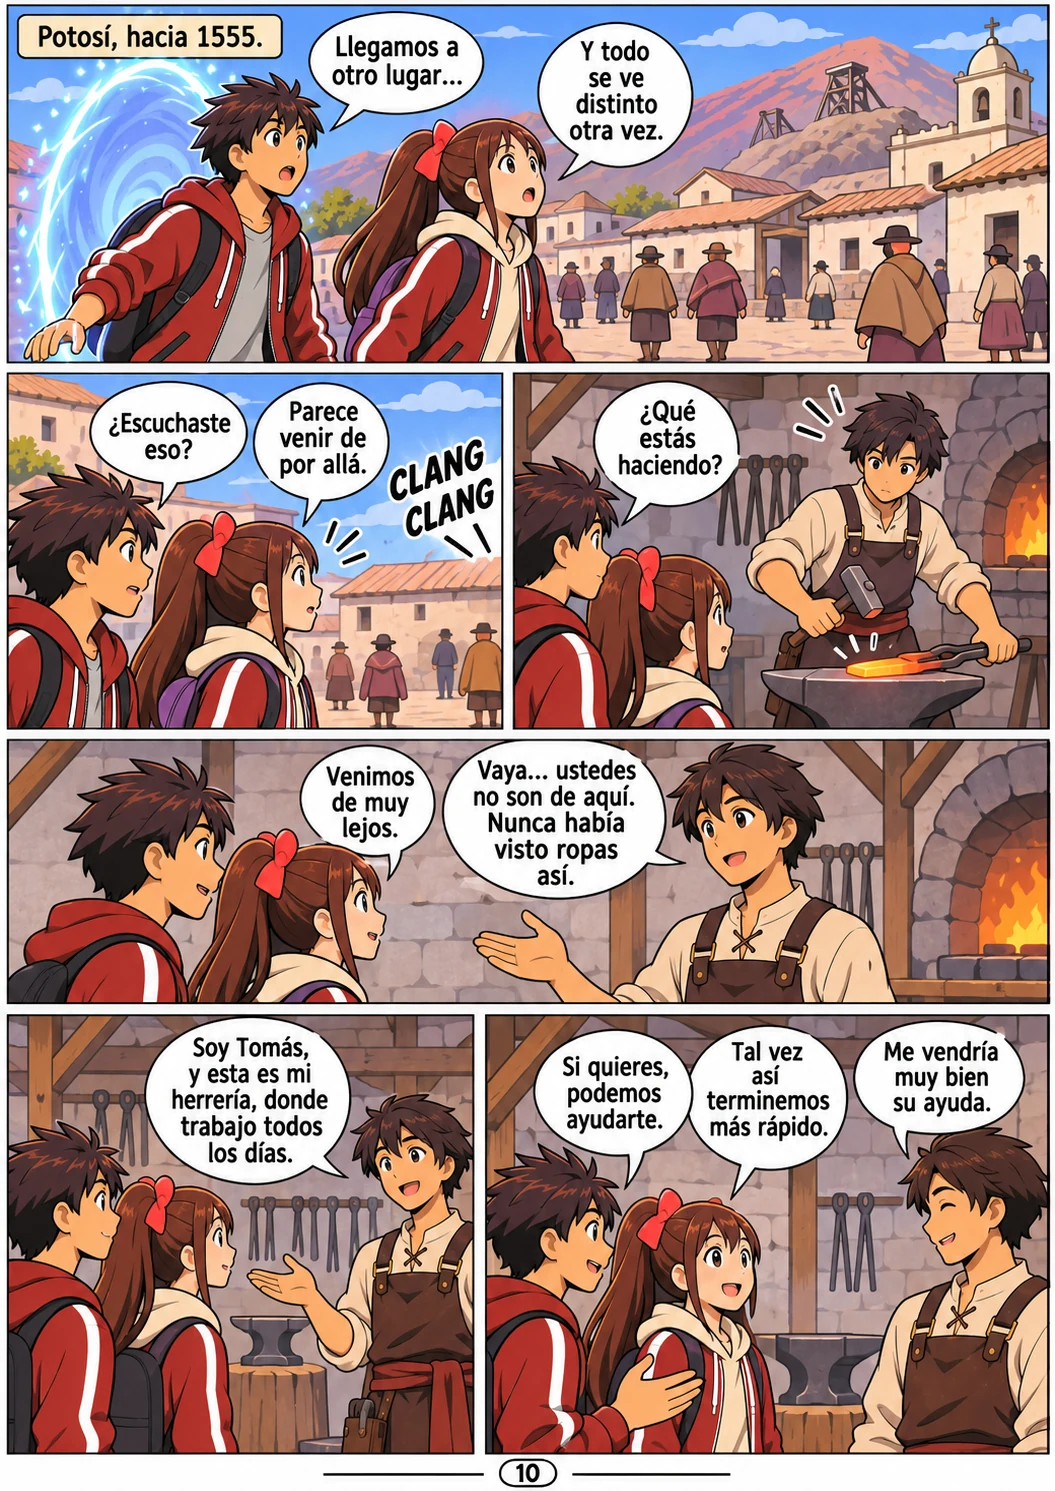 Potosí, hacia 1555.
Llegamos a
otro lugar...
Y todo
se ve
distinto
otra vez.
¿Escuchaste
eso?
Parece
venir de
por allá.
CLANG
CLANG
¿Qué
estás
haciendo?
Venimos
de muy
lejos.
Vaya... ustedes
no son de aquí.
Nunca había
visto ropas
así.
Soy Tomás,
y esta es mi
herrería, donde
trabajo todos
los días.
Si quieres,
podemos
ayudarte.
Tal vez
así
terminemos
más rápido.
Me vendría
muy bien
su ayuda.
10